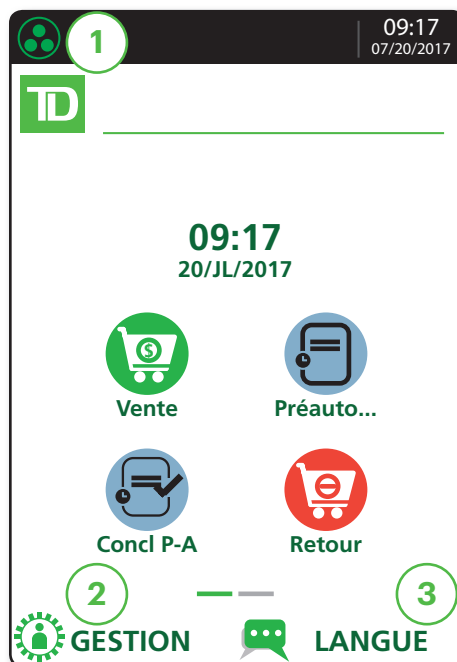 1
09:17
07/20/2017
TD
09:17
20/JL/2017
$
Vente
Préauto...
Concl P-A
Retour
2
3
GESTION
LANGUE